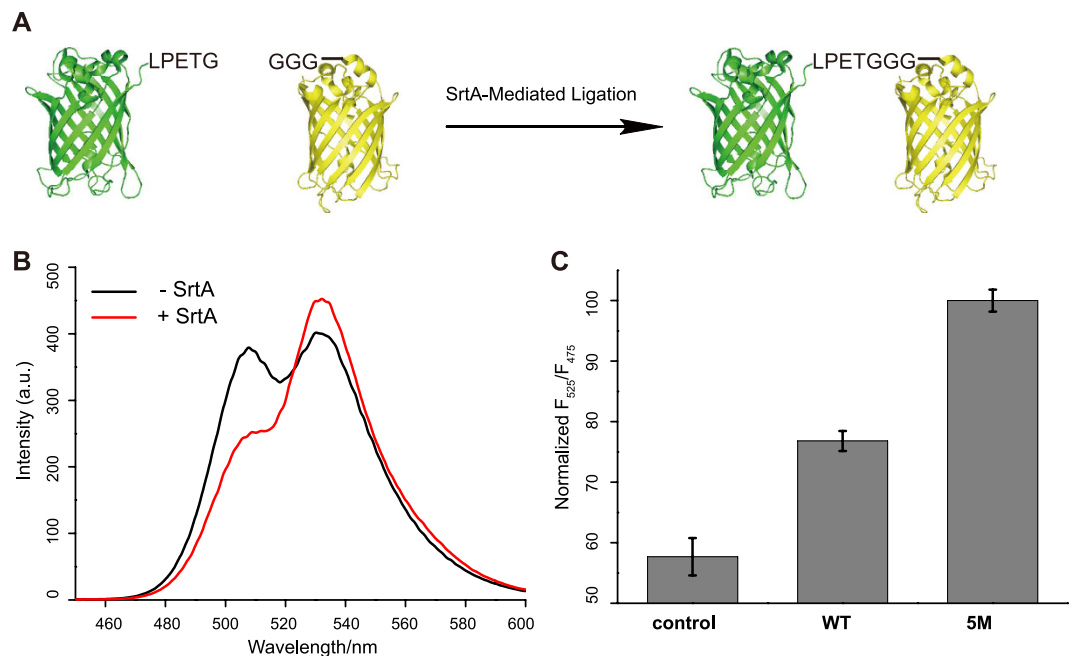 A
LPETG
GGG
SrtA-Mediated Ligation
LPETGGGG
B
500
400
300
200
100
0
Intensity (a.u.)
- SrtA
+ SrtA
460
480
500
520
540
560
580
600
Wavelength/nm
C
100
90
80
70
60
50
Normalized F525/F475
control
WT
5M